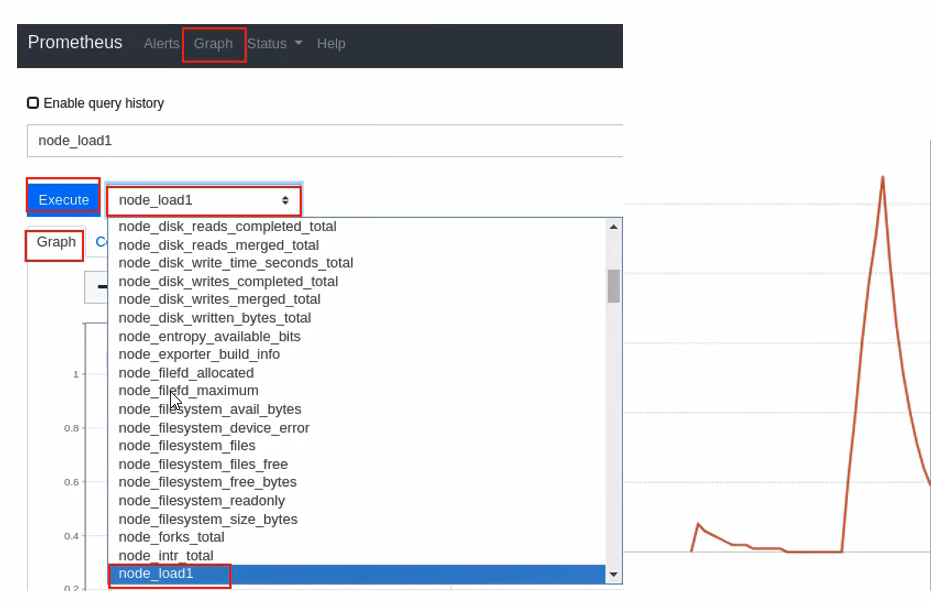 Prometheus Alerts Graph Status Help
Enable query history
node_load1
Execute node_load1
Graph
node_disk_reads_completed_total
node_disk_reads_merged_total
node_disk_write_time_seconds_total
node_disk_writes_completed_total
node_disk_writes_merged_total
node_disk_written_bytes_total
node_entropy_available_bits
node_exporter_build_info
node_filefd_allocated
node_filefd_maximum
node_filesystem_avail_bytes
node_filesystem_device_error
node_filesystem_files
node_filesystem_files_free
node_filesystem_free_bytes
node_filesystem_readonly
node_filesystem_size_bytes
node_forks_total
node_intr_total
node_load1
1
0.8
0.6
0.4
0.2